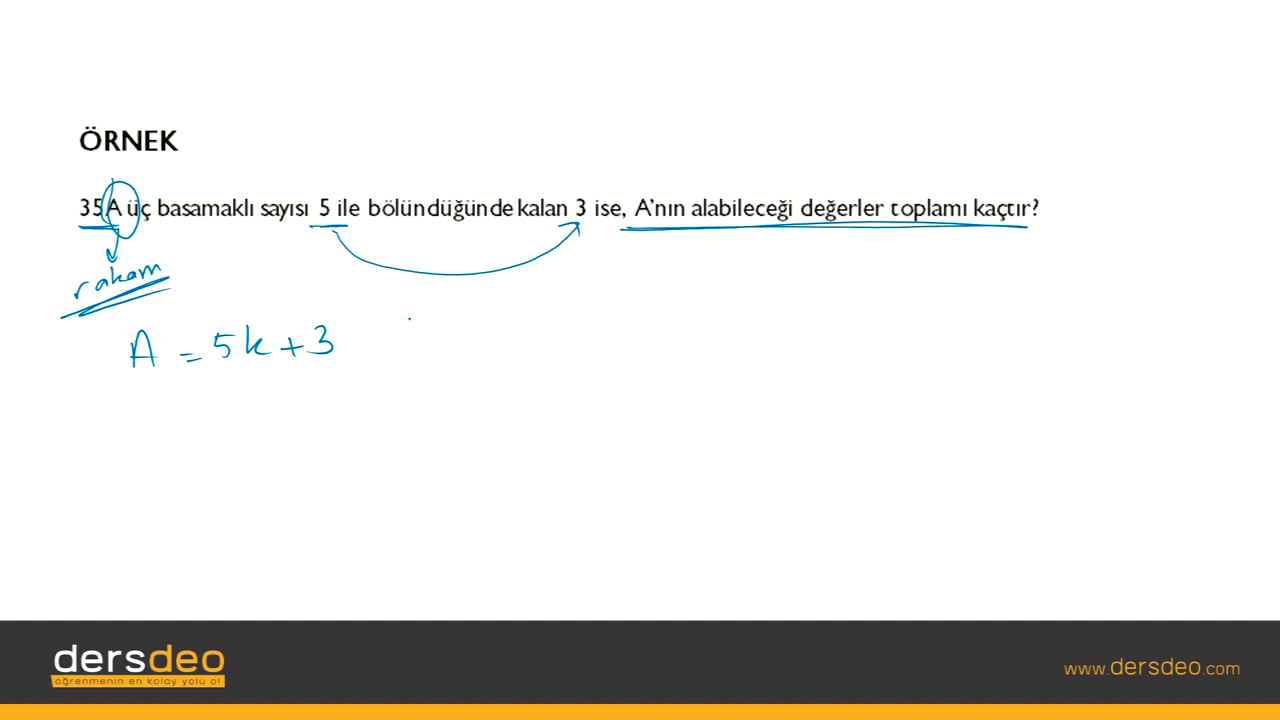 ÖRNEK
35A üç basamaklı sayısı 5 ile bölündüğünde kalan 3 ise, A'nın alabileceği değerler toplamı kaçtır?
rakam
A = 5k + 3
dersdeo
öğrenmenin en kolay yolu o!
www.dersdeo.com